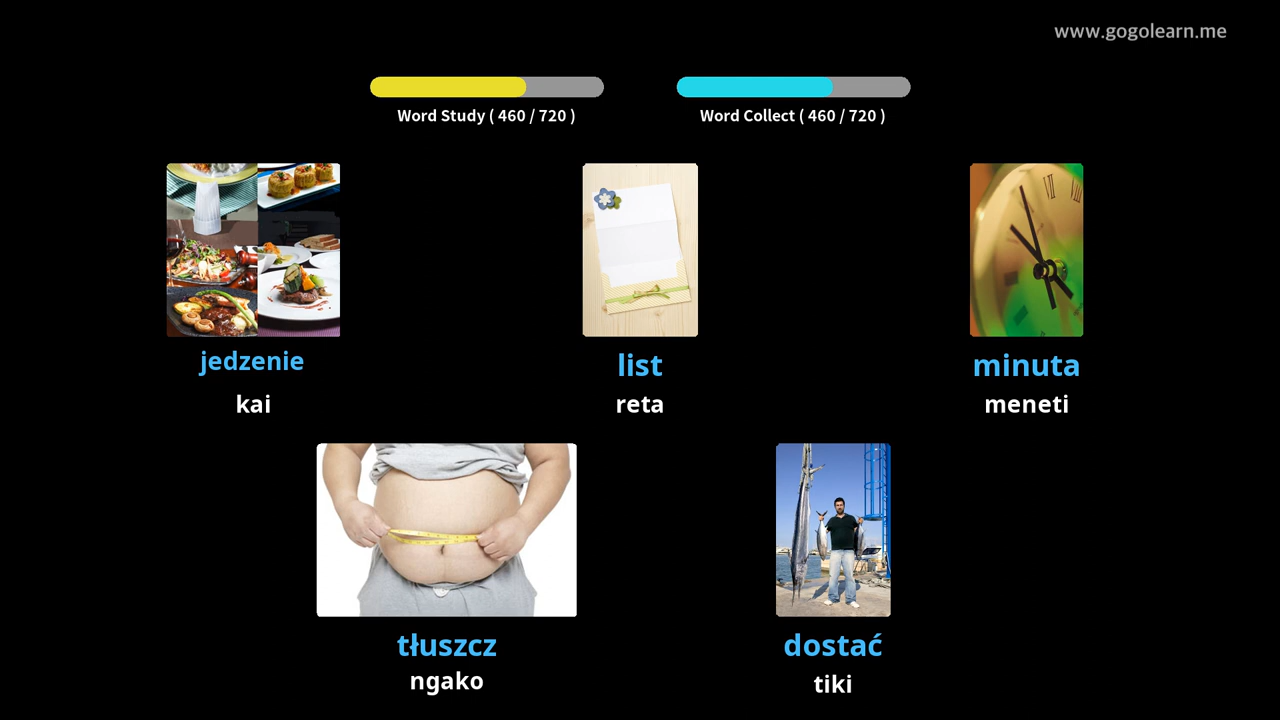 www.gogolearn.me
Word Study ( 460 / 720 )
Word Collect ( 460 / 720 )
jedzenie
kai
list
reta
minuta
meneti
tłuszcz
ngako
dostać
tiki